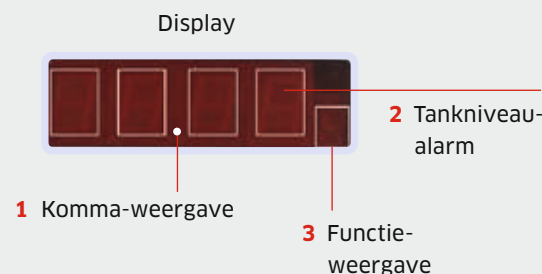 Display
2 Tankniveau-
alarm
1 Komma-weergave
3 Functie-
weergave